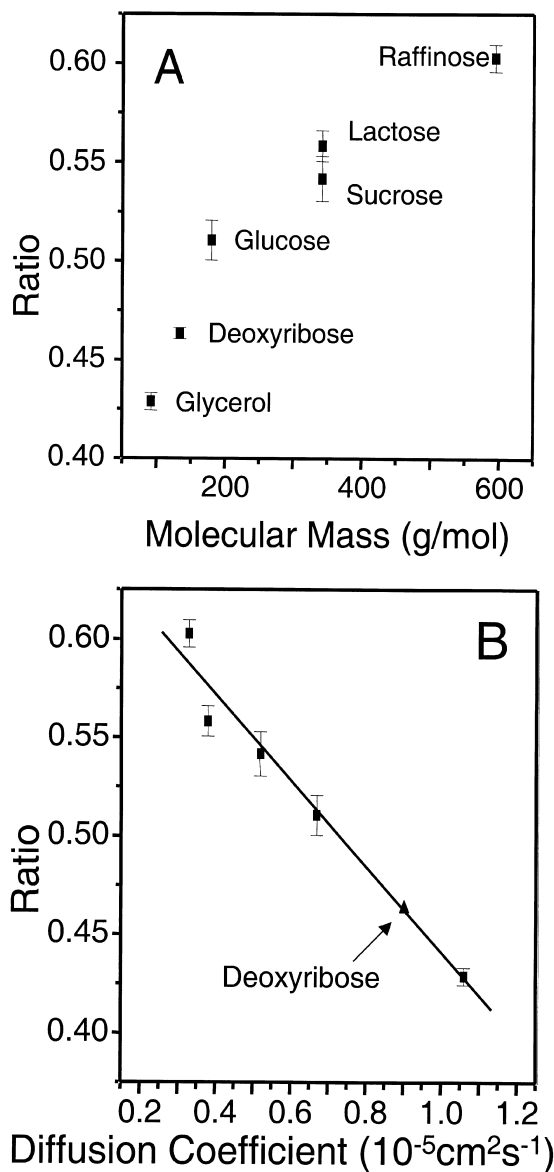 A
0.60
Raffinose
Lactose
0.55
Sucrose
Glucose
0.50
Deoxyribose
0.45
Glycerol
0.40
Ratio
200
400
600
Molecular Mass (g/mol)
B
0.60
0.55
0.50
0.45
Deoxyribose
0.40
Ratio
0.2 0.4 0.6 0.8 1.0 1.2
Diffusion Coefficient (10⁻⁵cm²s⁻¹)